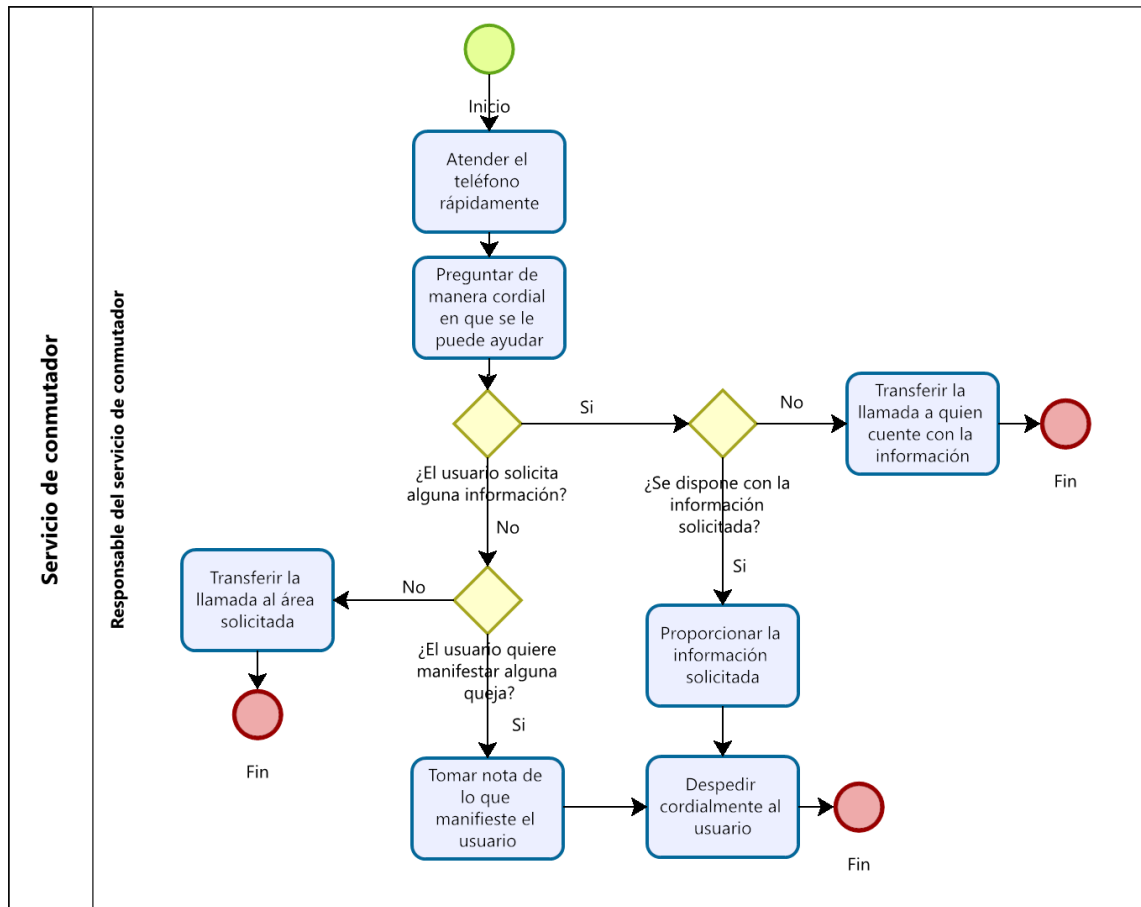 Servicio de conmutador
Responsable del servicio de conmutador
Inicio
Atender el
teléfono
rápidamente
Preguntar de
manera cordial
en que se le
puede ayudar
¿El usuario solicita
alguna información?
Si
¿Se dispone con la
información
solicitada?
No
Transferir la
llamada a quien
cuente con la
información
Fin
No
Si
¿El usuario quiere
manifestar alguna
queja?
No
Transferir la
llamada al área
solicitada
Fin
Proporcionar la
información
solicitada
Si
Tomar nota de
lo que
manifieste el
usuario
Despedir
cordialmente al
usuario
Fin